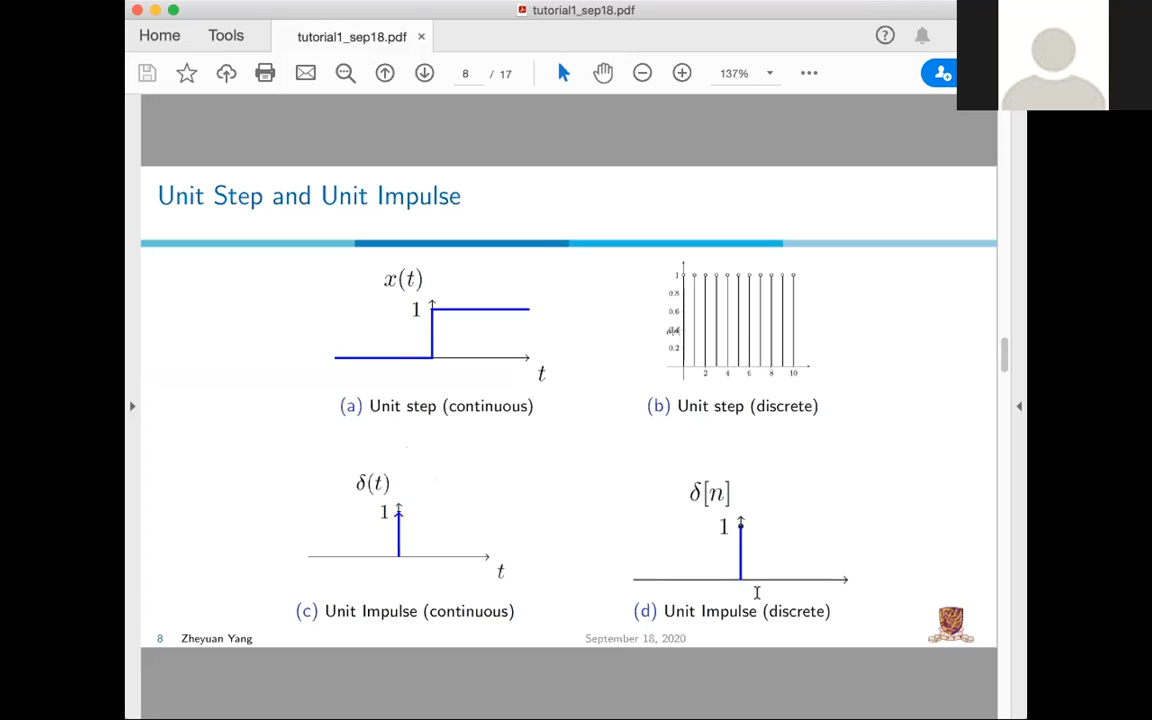 tutorial1_sep18.pdf
Home Tools tutorial1_sep18.pdf ×
8 / 17 137%
Unit Step and Unit Impulse
x(t)
1
t
(a) Unit step (continuous)
1
0.8
0.6
0.2
2 4 6 8 10
(b) Unit step (discrete)
δ(t)
1
t
(c) Unit Impulse (continuous)
δ[n]
1
(d) Unit Impulse (discrete)
8 Zheyuan Yang September 18, 2020